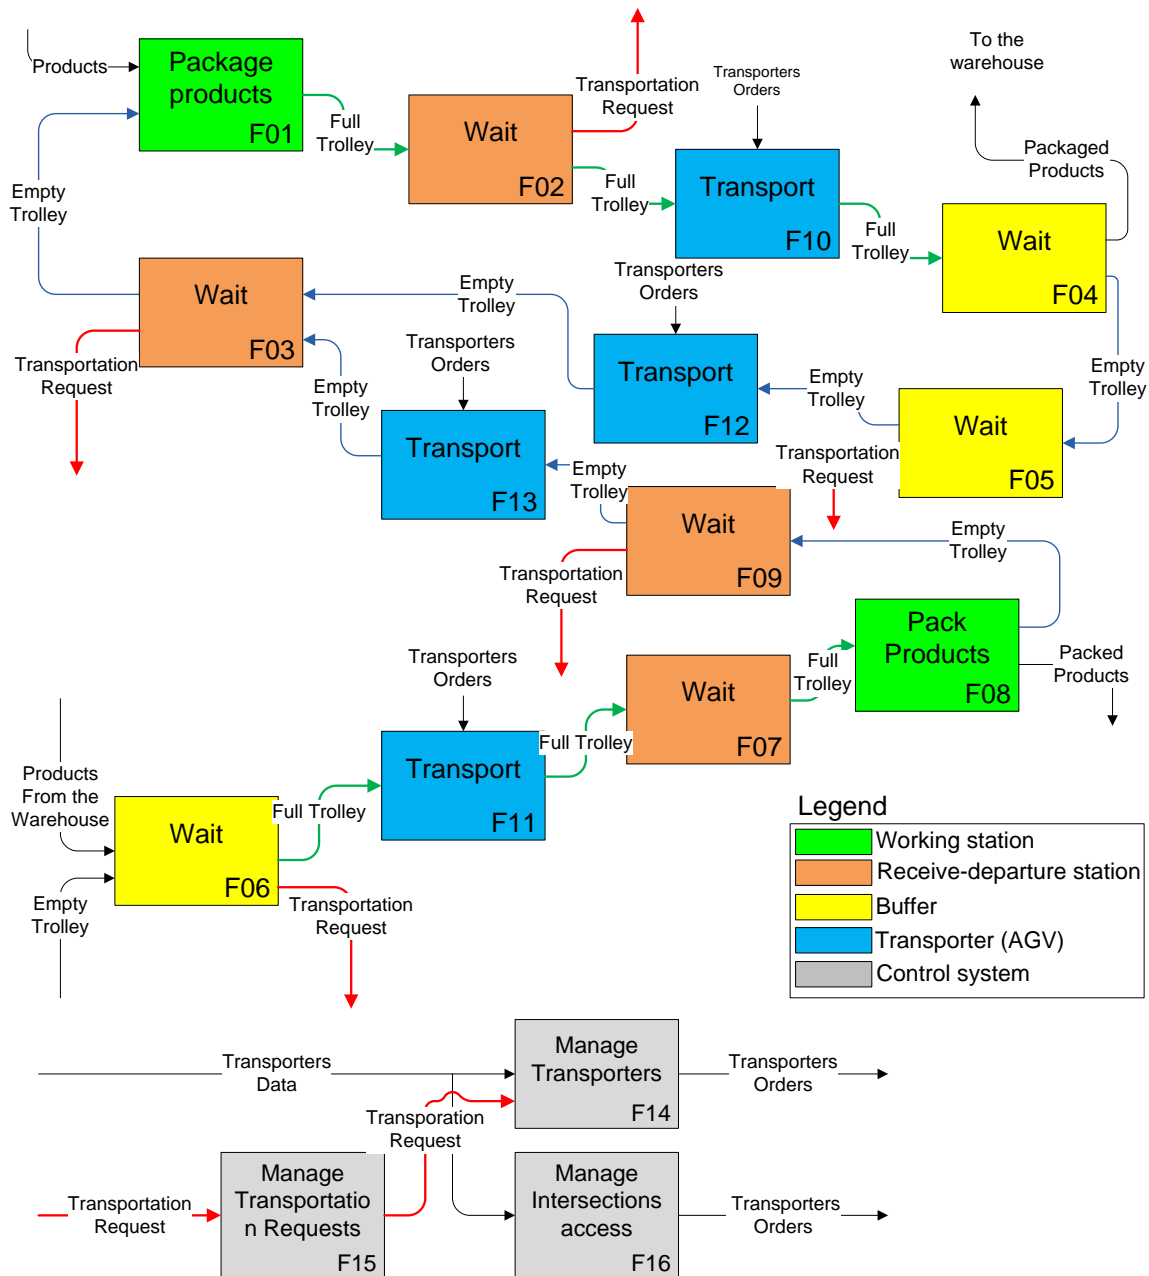 Products
Package
products
F01
Full
Trolley
Wait
F02
Transportation
Request
Transporters
Orders
To the
warehouse
Empty
Trolley
Full
Trolley
Transport
F10
Packaged
Products
Full
Trolley
Wait
F04
Wait
F03
Transportation
Request
Empty
Trolley
Transporters
Orders
Transport
F12
Empty
Trolley
Empty
Trolley
Transporters
Orders
Empty
Trolley
Transport
F13
Wait
F05
Transportation
Request
Empty
Trolley
Wait
F09
Empty
Trolley
Transportation
Request
Pack
Products
F08
Packed
Products
Full
Trolley
Wait
F07
Transporters
Orders
Full Trolley
Transport
F11
Products
From the
Warehouse
Full Trolley
Wait
F06
Empty
Trolley
Transportation
Request
Legend
Working station
Receive-departure station
Buffer
Transporter (AGV)
Control system
Transporters
Data
Manage
Transporters
F14
Transporters
Orders
Transporation
Request
Transportation
Request
Manage
Transportatio
n Requests
F15
Manage
Intersections
access
F16
Transporters
Orders